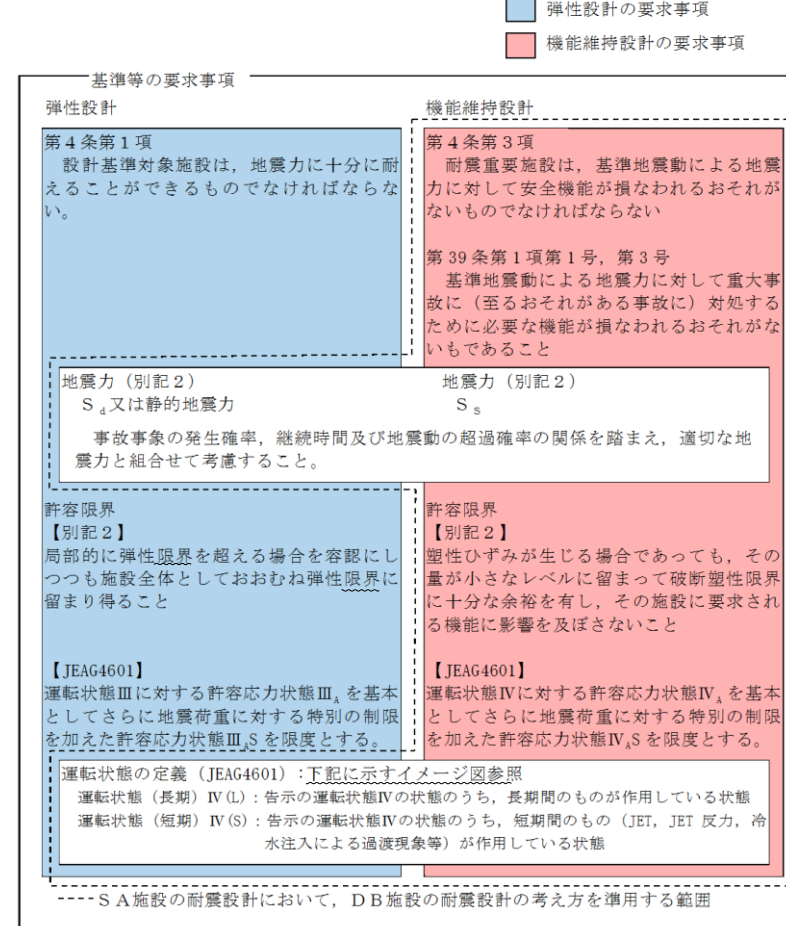 弾性設計の要求事項
機能維持設計の要求事項
基準等の要求事項
弾性設計
第4条第1項
設計基準対象施設は，地震力に十分に耐
えることができるものでなければならな
い。
機能維持設計
第4条第3項
耐震重要施設は，基準地震動による地震
力に対して安全機能が損なわれるおそれが
ないものでなければならない
第39条第1項第1号，第3号
基準地震動による地震力に対して重大事
故に（至るおそれがある事故に）対処する
ために必要な機能が損なわれるおそれがな
いもであること
地震力（別記2）
Ｓd又は静的地震力
地震力（別記2）
Ｓs
事故事象の発生確率，継続時間及び地震動の超過確率の関係を踏まえ，適切な地
震力と組合せて考慮すること。
許容限界
【別記2】
局部的に弾性限界を超える場合を容認にし
つつも施設全体としておおむね弾性限界に
留まり得ること
【JEAG4601】
運転状態Ⅲに対する許容応力状態ⅢAを基本
としてさらに地震荷重に対する特別の制限
を加えた許容応力状態ⅢASを限度とする。
許容限界
【別記2】
塑性ひずみが生じる場合であっても，その
量が小さなレベルに留まって破断塑性限界
に十分な余裕を有し，その施設に要求され
る機能に影響を及ぼさないこと
【JEAG4601】
運転状態Ⅳに対する許容応力状態ⅣAを基本
としてさらに地震荷重に対する特別の制限
を加えた許容応力状態ⅣASを限度とする。
運転状態の定義（JEAG4601）：下記に示すイメージ図参照
運転状態（長期）Ⅳ(L)：告示の運転状態Ⅳの状態のうち，長期間のものが作用している状態
運転状態（短期）Ⅳ(S)：告示の運転状態Ⅳの状態のうち，短期間のもの（JET，JET 反力，冷
水注入による過渡現象等）が作用している状態
----ＳＡ施設の耐震設計において，ＤＢ施設の耐震設計の考え方を準用する範囲